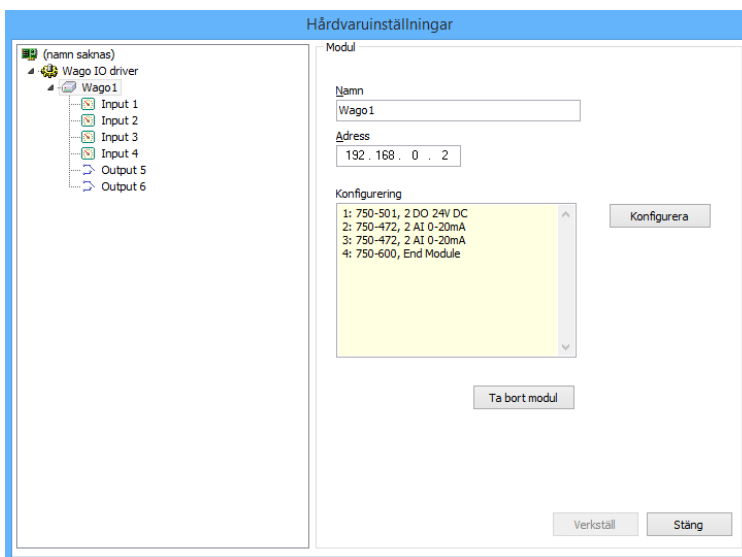 Hårdvaruinställningar
(namn saknas)
Wago IO driver
Wago1
Input 1
Input 2
Input 3
Input 4
Output 5
Output 6
Modul
Namn
Wago1
Adress
192 . 168 . 0 . 2
Konfigurering
1: 750-501, 2 DO 24V DC
2: 750-472, 2 AI 0-20mA
3: 750-472, 2 AI 0-20mA
4: 750-600, End Module
Konfigurera
Ta bort modul
Verkställ
Stäng